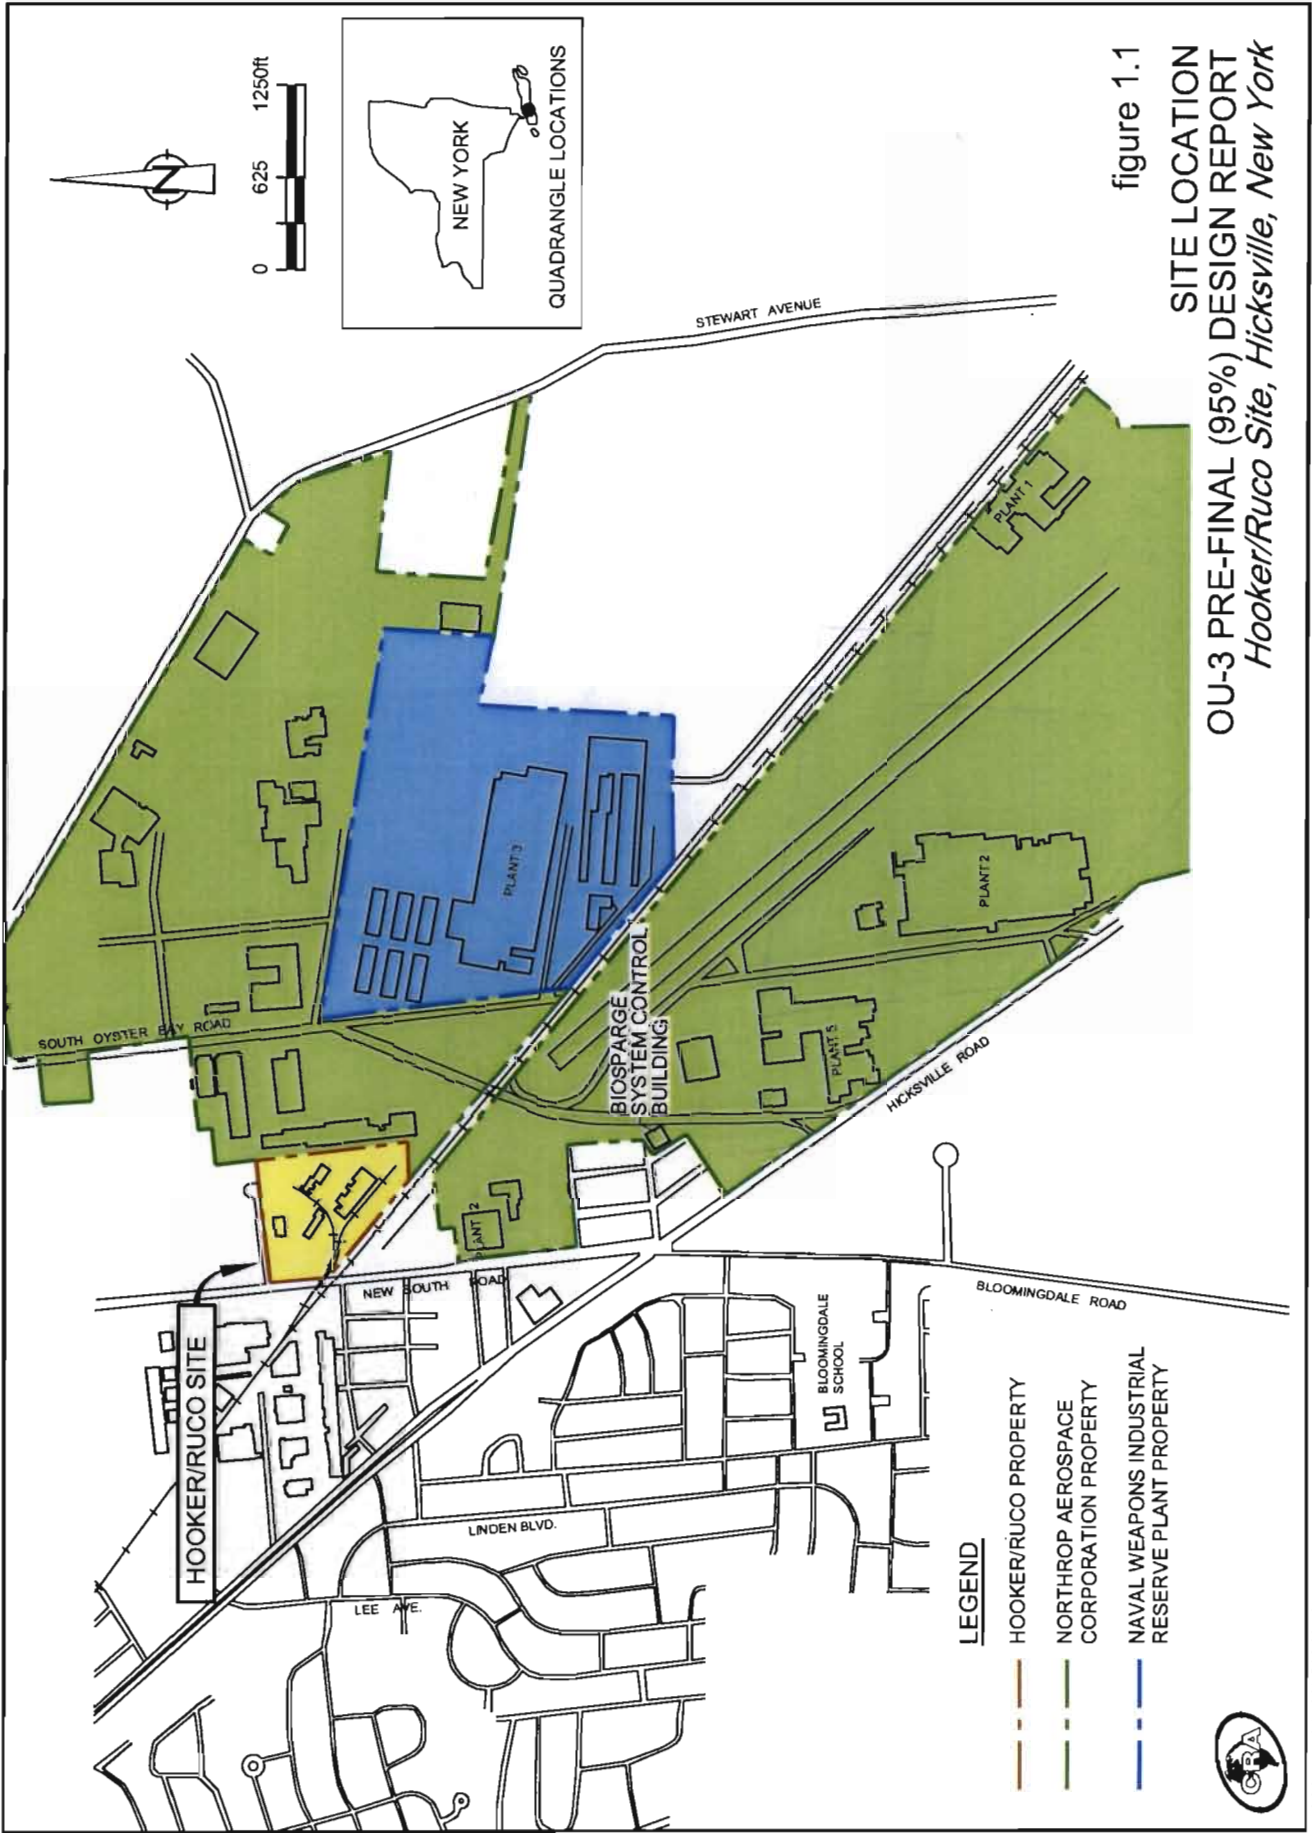 N
0 625 1250ft
NEW YORK
QUADRANGLE LOCATIONS
STEWART AVENUE
SOUTH OYSTER BAY ROAD
PLANT 3
PLANT 1
PLANT 2
BIOSPARGE
SYSTEM CONTROL
BUILDING
PLANT 5
HICKSVILLE ROAD
PLANT 12
HOOKER/RUCO SITE
NEW SOUTH ROAD
BLOOMINGDALE ROAD
BLOOMINGDALE
SCHOOL
LINDEN BLVD.
LEE AVE.
LEGEND
HOOKER/RUCO PROPERTY
NORTHROP AEROSPACE
CORPORATION PROPERTY
NAVAL WEAPONS INDUSTRIAL
RESERVE PLANT PROPERTY
CRA
figure 1.1
SITE LOCATION
OU-3 PRE-FINAL (95%) DESIGN REPORT
Hooker/Ruco Site, Hicksville, New York